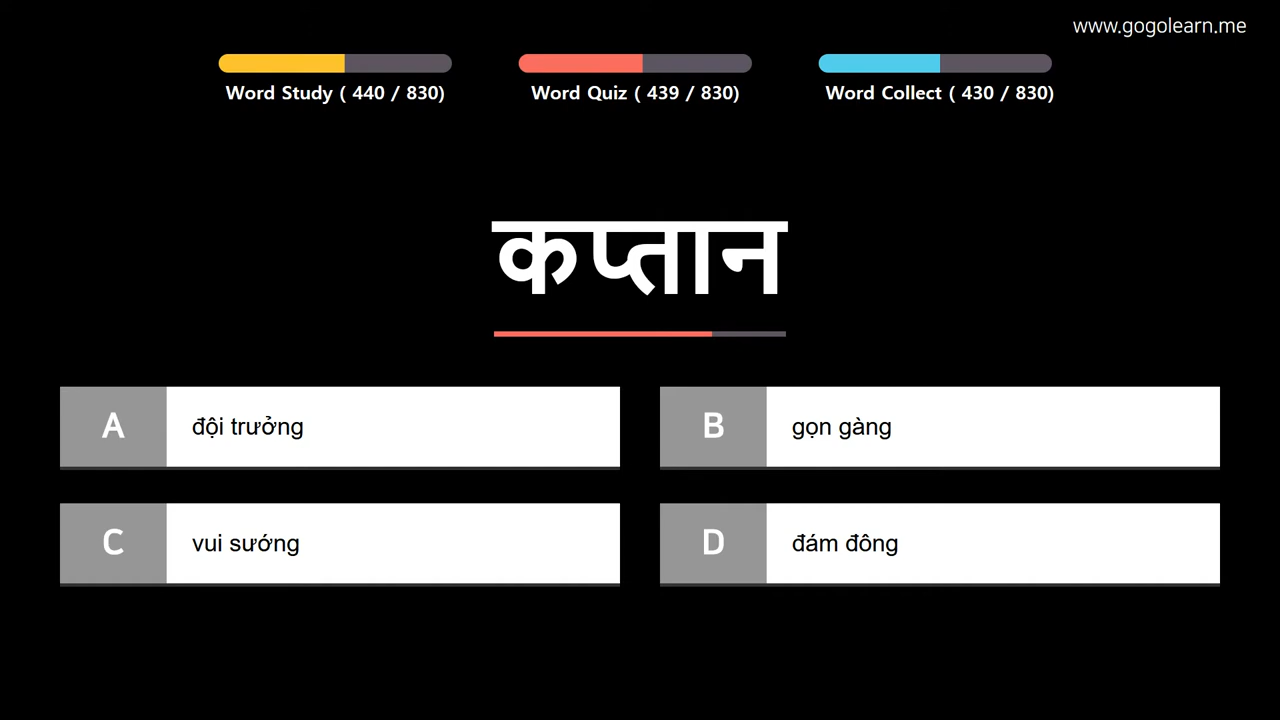 www.gogolearn.me
Word Study ( 440 / 830)
Word Quiz ( 439 / 830)
Word Collect ( 430 / 830)
कप्तान
A đội trưởng
B gọn gàng
C vui sướng
D đám đông